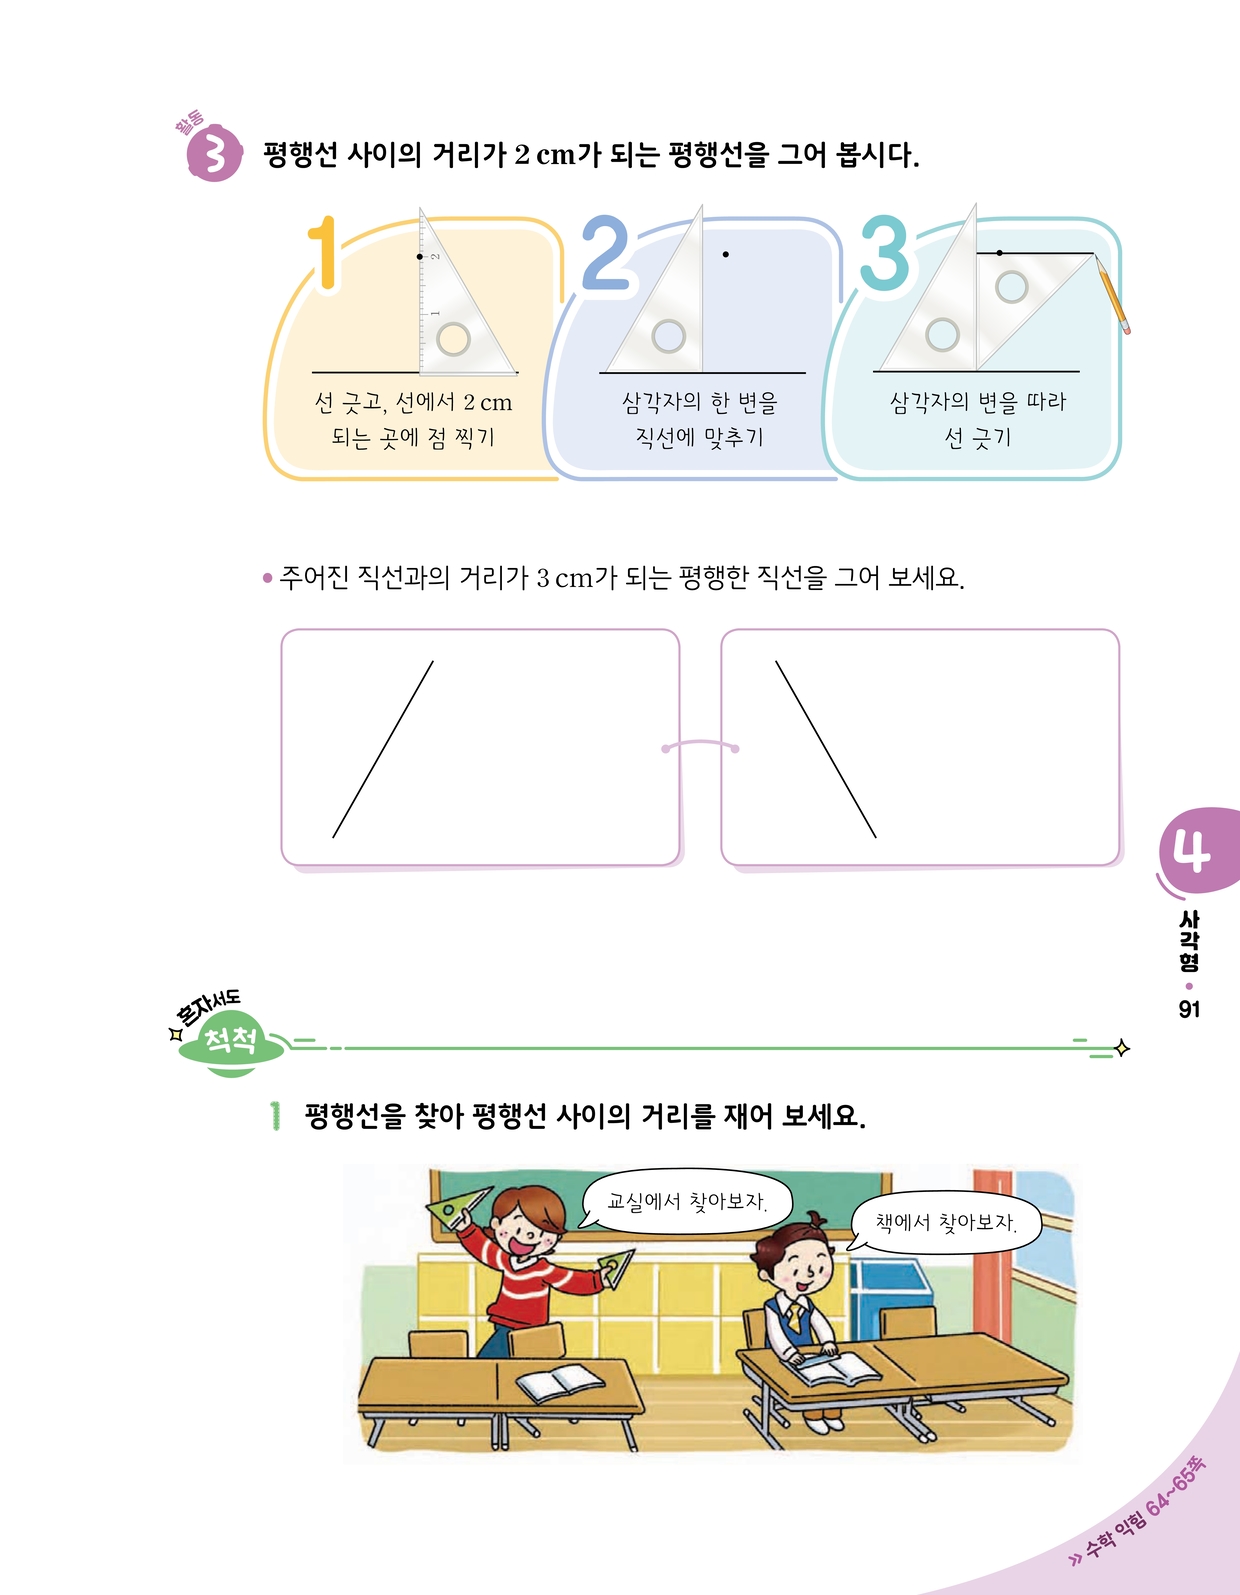 활동
3 평행선 사이의 거리가 2 cm가 되는 평행선을 그어 봅시다.
1
2
1
선 긋고, 선에서 2 cm
되는 곳에 점 찍기
2
삼각자의 한 변을
직선에 맞추기
3
삼각자의 변을 따라
선 긋기
• 주어진 직선과의 거리가 3 cm가 되는 평행한 직선을 그어 보세요.
4
사각형 • 91
혼자서도
척척
1 평행선을 찾아 평행선 사이의 거리를 재어 보세요.
교실에서 찾아보자.
책에서 찾아보자.
» 수학 익힘 64~65쪽